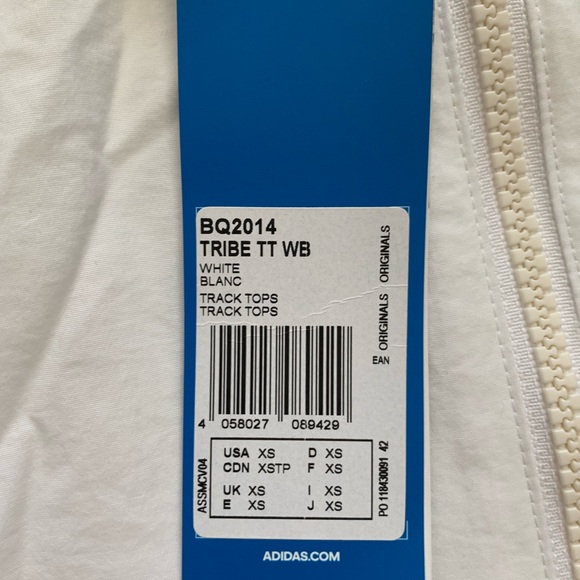 BQ2014
TRIBE TT WB
WHITE
BLANC
TRACK TOPS
TRACK TOPS
ORIGINALS ORIGINALS
EAN
4 058027 089429
USA XS D XS
CDN XSTP F XS
UK XS I XS
E XS J XS
ASSMCV04
PO 118430091 42
ADIDAS.COM